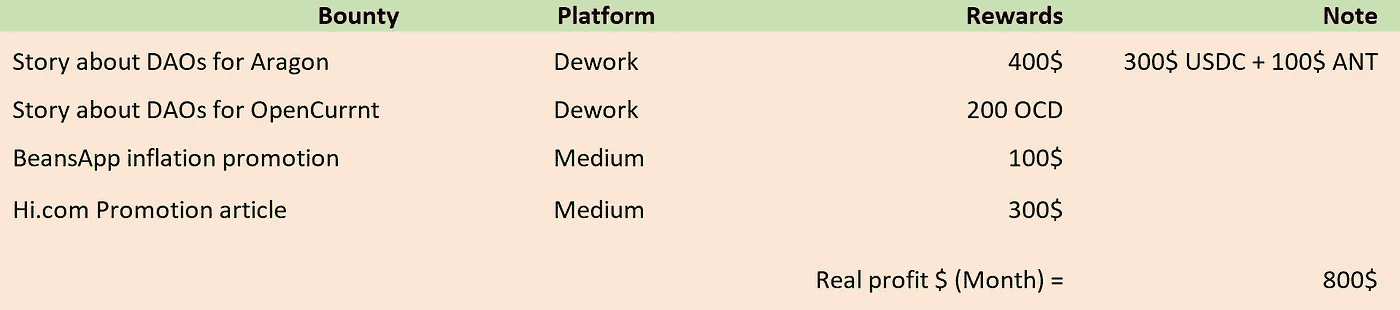 Bounty Platform Rewards Note
Story about DAOs for Aragon Dework 400$ 300$ USDC + 100$ ANT
Story about DAOs for OpenCurrnt Dework 200 OCD
BeansApp inflation promotion Medium 100$
Hi.com Promotion article Medium 300$
Real profit $ (Month) = 800$